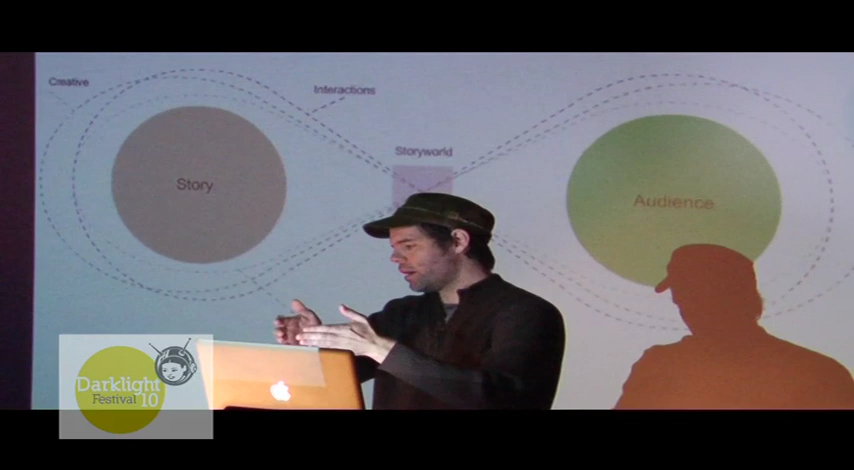 Creative
Interactions
Storyworld
Story
Audience
Darklight
Festival '10